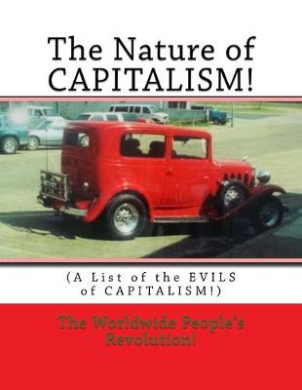 The Nature of
CAPITALISM!
(A List of the EVILS
of CAPITALISM!)
The Worldwide People's
Revolution!